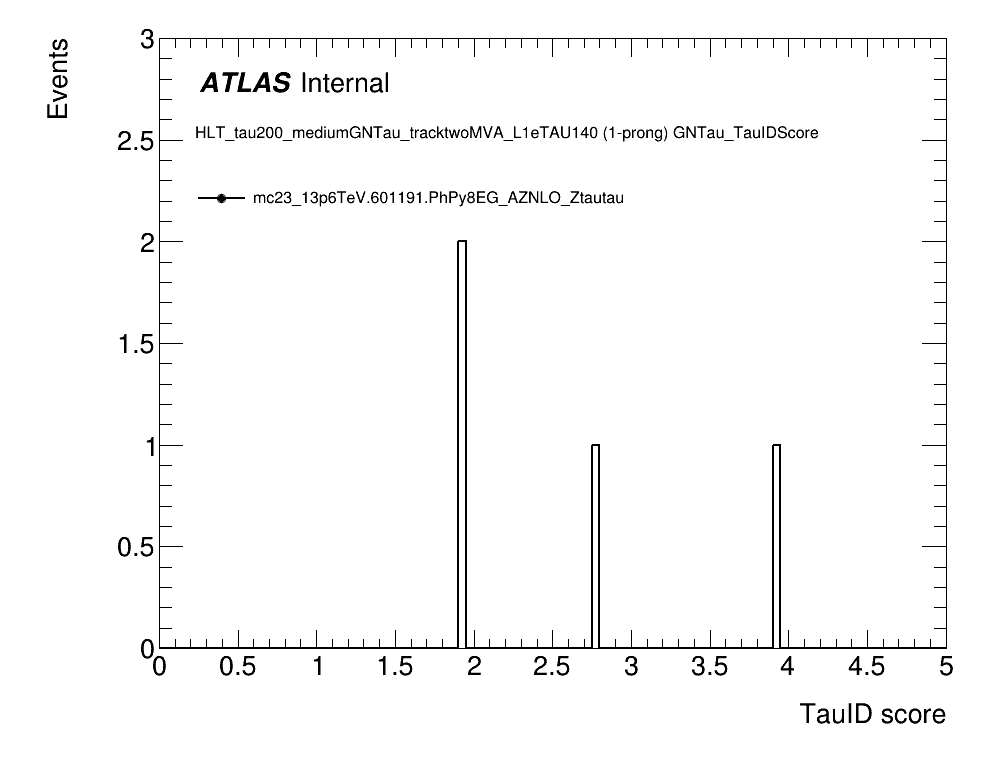 Events
3
2.5
2
1.5
1
0.5
0
ATLAS Internal
HLT_tau200_mediumGNTau_tracktwoMVA_L1eTAU140 (1-prong) GNTau_TauIDScore
mc23_13p6TeV.601191.PhPy8EG_AZNLO_Ztautau
0 0.5 1 1.5 2 2.5 3 3.5 4 4.5 5
TauID score